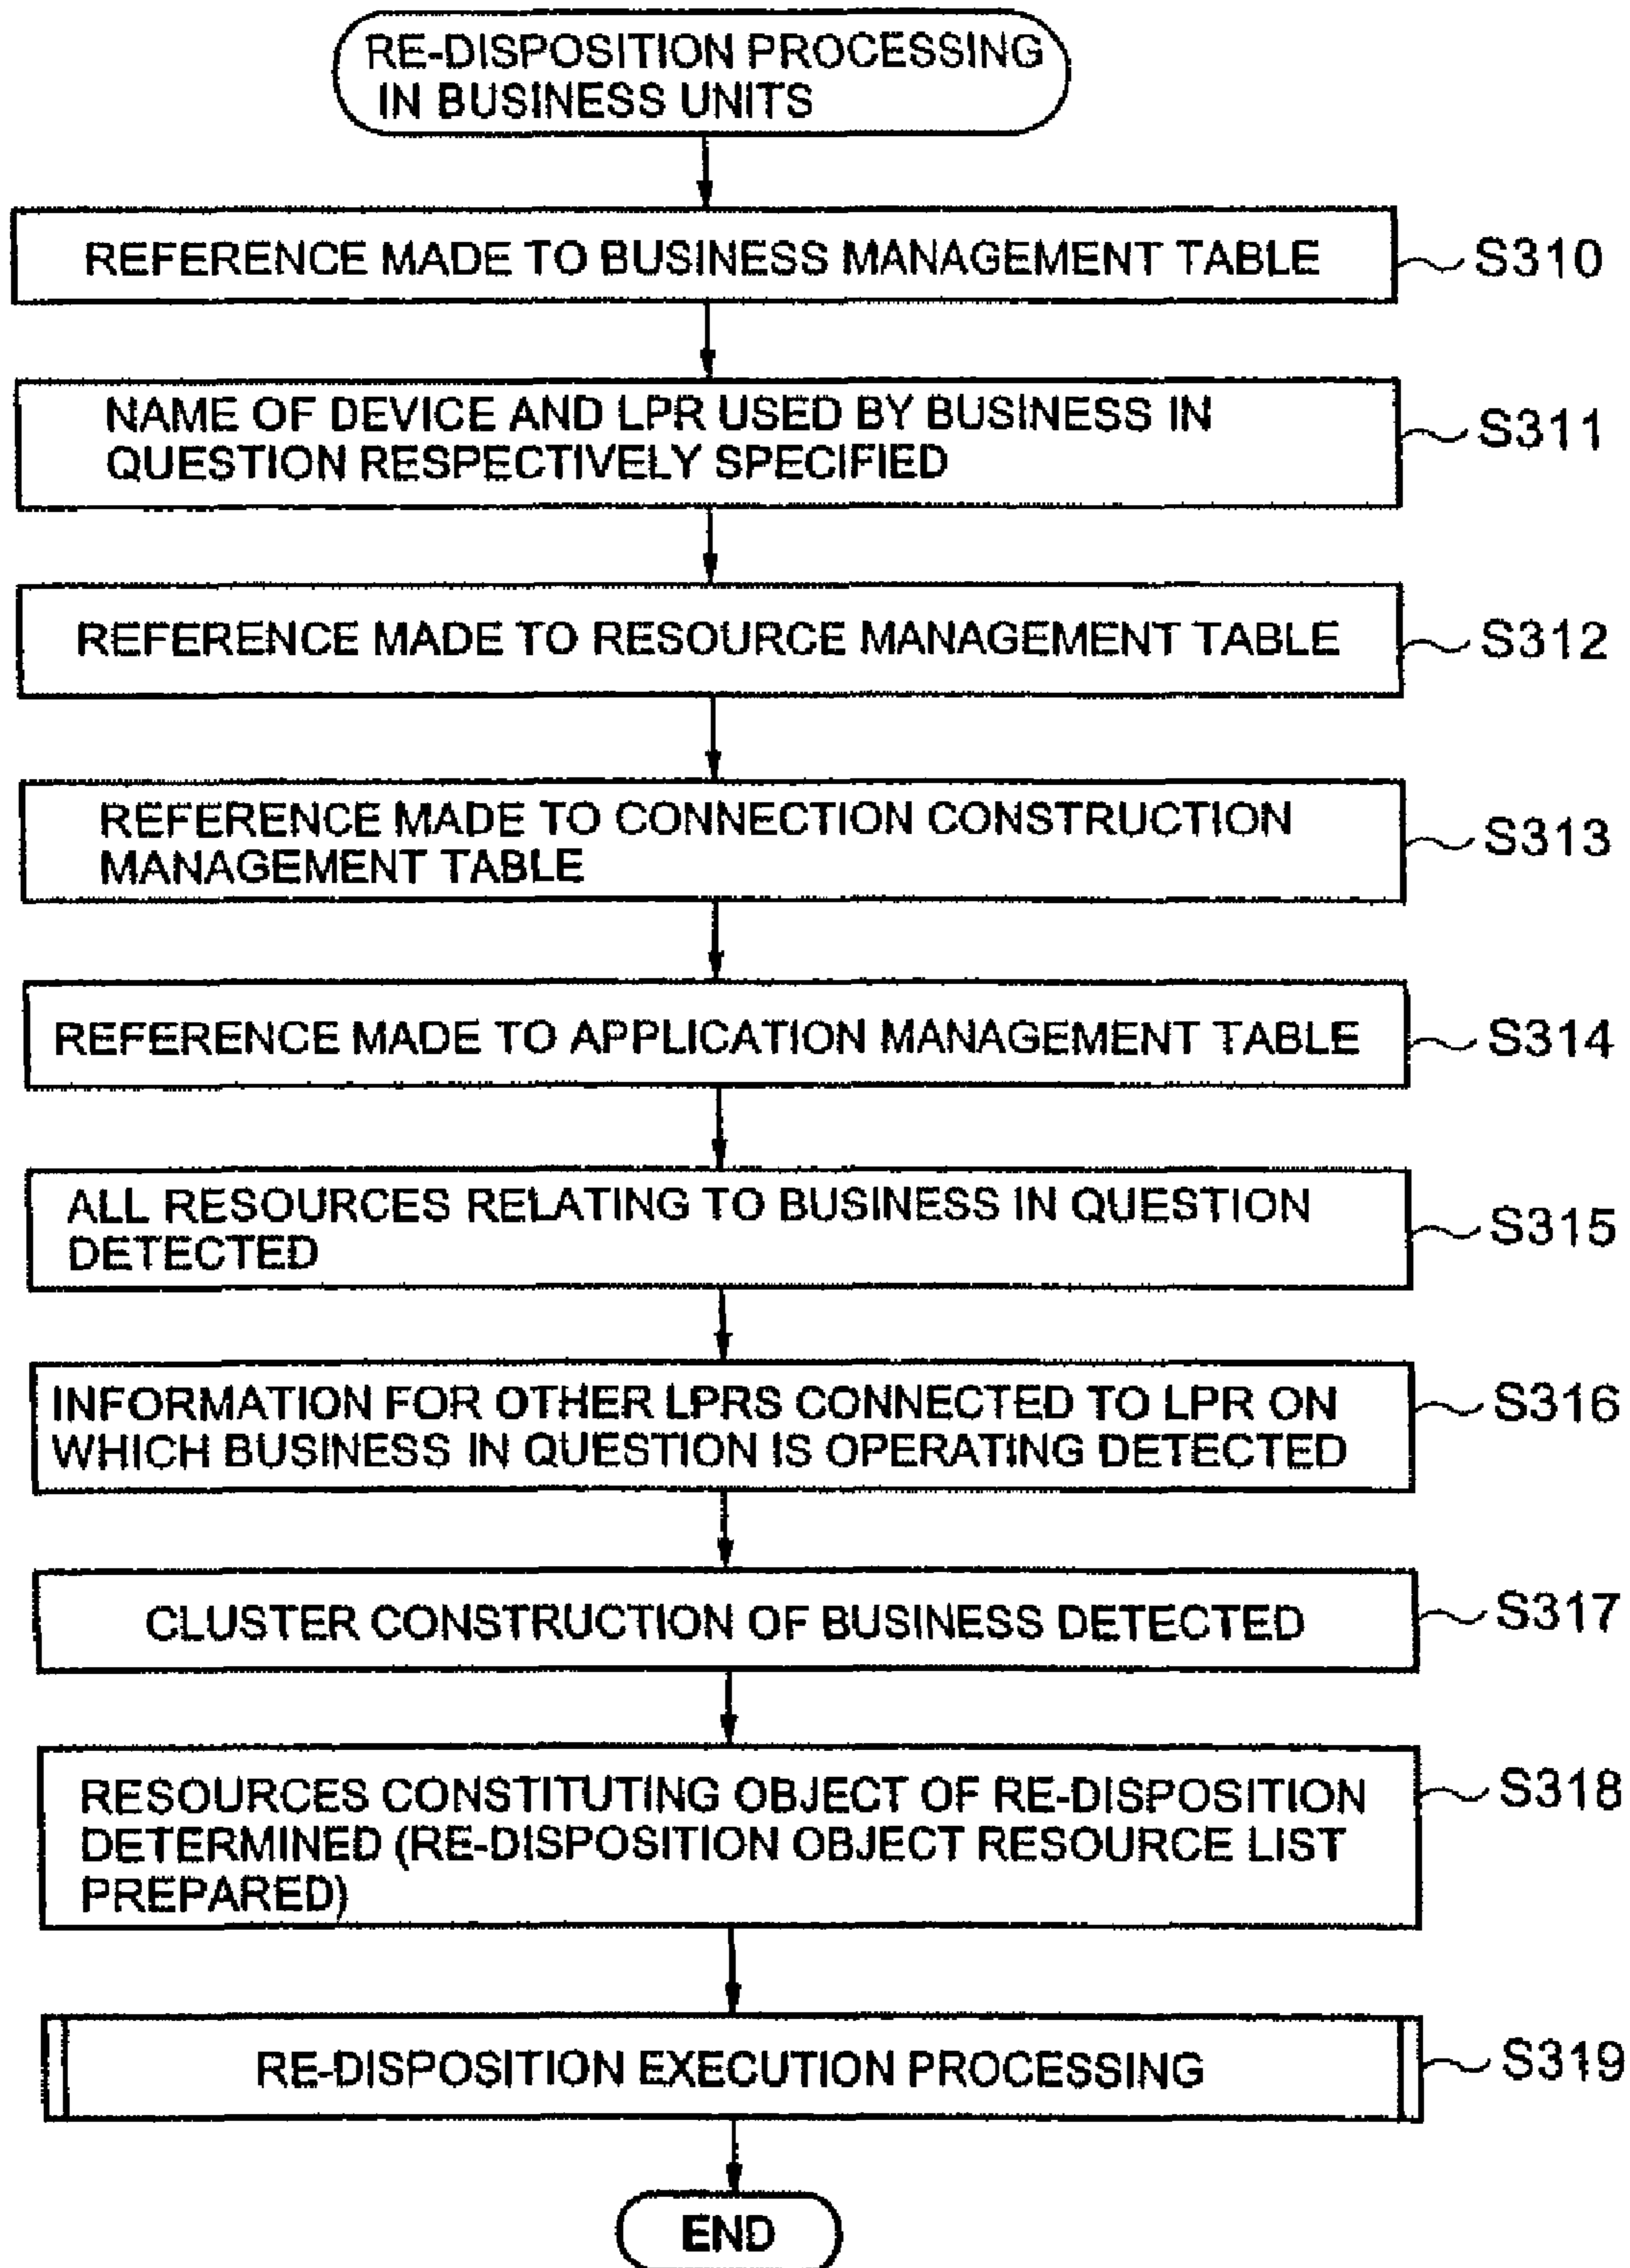 RE-DISPOSITION PROCESSING
IN BUSINESS UNITS
REFERENCE MADE TO BUSINESS MANAGEMENT TABLE
S310
NAME OF DEVICE AND LPR USED BY BUSINESS IN
QUESTION RESPECTIVELY SPECIFIED
S311
REFERENCE MADE TO RESOURCE MANAGEMENT TABLE
S312
REFERENCE MADE TO CONNECTION CONSTRUCTION
MANAGEMENT TABLE
S313
REFERENCE MADE TO APPLICATION MANAGEMENT TABLE
S314
ALL RESOURCES RELATING TO BUSINESS IN QUESTION
DETECTED
S315
INFORMATION FOR OTHER LPRS CONNECTED TO LPR ON
WHICH BUSINESS IN QUESTION IS OPERATING DETECTED
S316
CLUSTER CONSTRUCTION OF BUSINESS DETECTED
S317
RESOURCES CONSTITUTING OBJECT OF RE-DISPOSITION
DETERMINED (RE-DISPOSITION OBJECT RESOURCE LIST
PREPARED)
S318
RE-DISPOSITION EXECUTION PROCESSING
S319
END